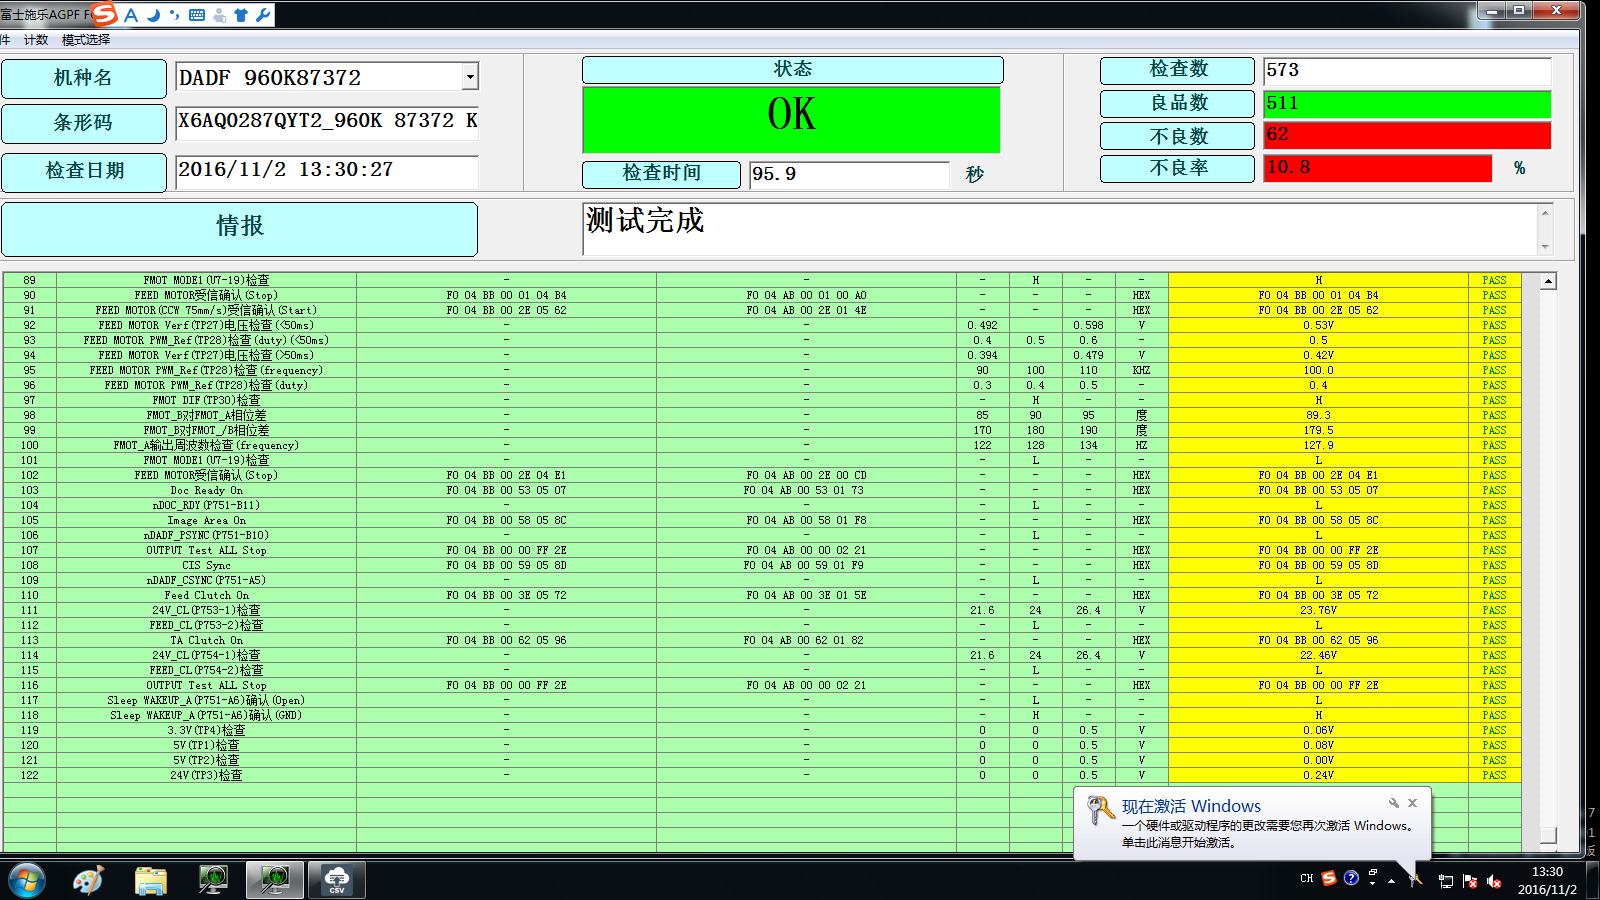 富士施乐AGPF F
件 计数 模式选择
机种名 DADF 960K87372
条形码 X6AQ0287QYT2_960K 87372 K
检查日期 2016/11/2 13:30:27
状态
OK
检查时间 95.9 秒
检查数 573
良品数 511
不良数 62
不良率 10.8 %
情报 测试完成
89 FMOT MODE1(U7-19)检查 - - - H - - H PASS
90 FEED MOTOR受信确认(Stop) F0 04 BB 00 01 04 B4 F0 04 AB 00 01 00 A0 - - - HEX F0 04 BB 00 01 04 B4 PASS
91 FEED MOTOR(CCW 75mm/s)受信确认(Start) F0 04 BB 00 2E 05 62 F0 04 AB 00 2E 01 4E - - - HEX F0 04 BB 00 2E 05 62 PASS
92 FEED MOTOR Verf(TP27)电压检查(<50ms) - - 0.492 0.598 V 0.53V PASS
93 FEED MOTOR PWM_Ref(TP28)检查(duty)(<50ms) - - 0.4 0.5 0.6 - 0.5 PASS
94 FEED MOTOR Verf(TP27)电压检查(>50ms) - - 0.394 0.479 V 0.42V PASS
95 FEED MOTOR PWM_Ref(TP28)检查(frequency) - - 90 100 110 KHZ 100.0 PASS
96 FEED MOTOR PWM_Ref(TP28)检查(duty) - - 0.3 0.4 0.5 - 0.4 PASS
97 FMOT DIF(TP30)检查 - - - H - - H PASS
98 FMOT_B对FMOT_A相位差 - - 85 90 95 度 89.3 PASS
99 FMOT_B对FMOT_/B相位差 - - 170 180 190 度 179.5 PASS
100 FMOT_A输出周波数检查(frequency) - - 122 128 134 HZ 127.9 PASS
101 FMOT MODE1(U7-19)检查 - - - L - - L PASS
102 FEED MOTOR受信确认(Stop) F0 04 BB 00 2E 04 E1 F0 04 AB 00 2E 00 CD - - - HEX F0 04 BB 00 2E 04 E1 PASS
103 Doc Ready On F0 04 BB 00 53 05 07 F0 04 AB 00 53 01 73 - - - HEX F0 04 BB 00 53 05 07 PASS
104 nDOC_RDY(P751-B11) - - - L - - L PASS
105 Image Area On F0 04 BB 00 58 05 8C F0 04 AB 00 58 01 F8 - - - HEX F0 04 BB 00 58 05 8C PASS
106 nDADF_PSYNC(P751-B10) - - - L - - L PASS
107 OUTPUT Test ALL Stop F0 04 BB 00 00 FF 2E F0 04 AB 00 00 02 21 - - - HEX F0 04 BB 00 00 FF 2E PASS
108 CIS Sync F0 04 BB 00 59 05 8D F0 04 AB 00 59 01 F9 - - - HEX F0 04 BB 00 59 05 8D PASS
109 nDADF_CSYNC(P751-A5) - - - L - - L PASS
110 Feed Clutch On F0 04 BB 00 3E 05 72 F0 04 AB 00 3E 01 5E - - - HEX F0 04 BB 00 3E 05 72 PASS
111 24V_CL(P753-1)检查 - - 21.6 24 26.4 V 23.76V PASS
112 FEED_CL(P753-2)检查 - - - L - - L PASS
113 TA Clutch On F0 04 BB 00 62 05 96 F0 04 AB 00 62 01 82 - - - HEX F0 04 BB 00 62 05 96 PASS
114 24V_CL(P754-1)检查 - - 21.6 24 26.4 V 22.46V PASS
115 FEED_CL(P754-2)检查 - - - L - - L PASS
116 OUTPUT Test ALL Stop F0 04 BB 00 00 FF 2E F0 04 AB 00 00 02 21 - - - HEX F0 04 BB 00 00 FF 2E PASS
117 Sleep WAKEUP_A(P751-A6)确认(Open) - - - L - - L PASS
118 Sleep WAKEUP_A(P751-A6)确认(GND) - - - H - - H PASS
119 3.3V(TP4)检查 - - 0 0 0.5 V 0.06V PASS
120 5V(TP1)检查 - - 0 0 0.5 V 0.08V PASS
121 5V(TP2)检查 - - 0 0 0.5 V 0.00V PASS
122 24V(TP3)检查 - - 0 0 0.5 V 0.24V PASS
现在激活 Windows
一个硬件或驱动程序的更改需要您再次激活 Windows。
单击此消息开始激活。
7
1
CSV
CH
13:30
2016/11/2